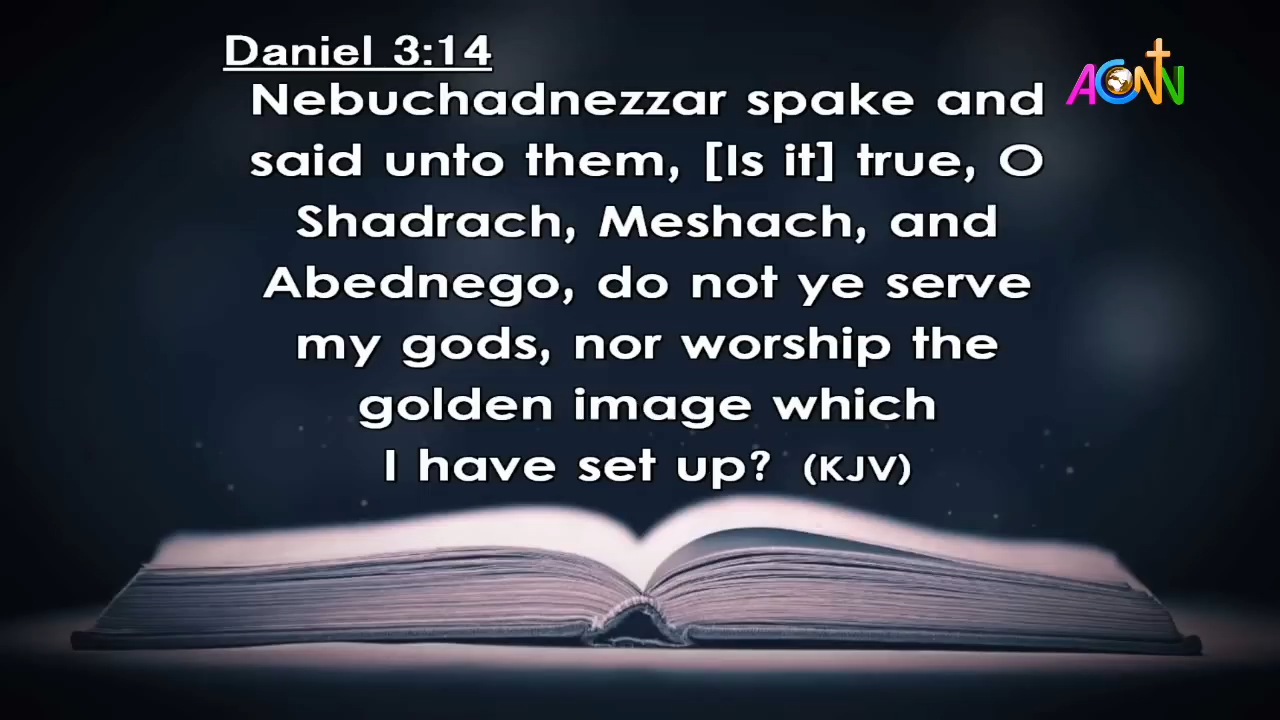 Daniel 3:14
ACNN
Nebuchadnezzar spake and
said unto them, [Is it] true, O
Shadrach, Meshach, and
Abednego, do not ye serve
my gods, nor worship the
golden image which
I have set up? (KJV)